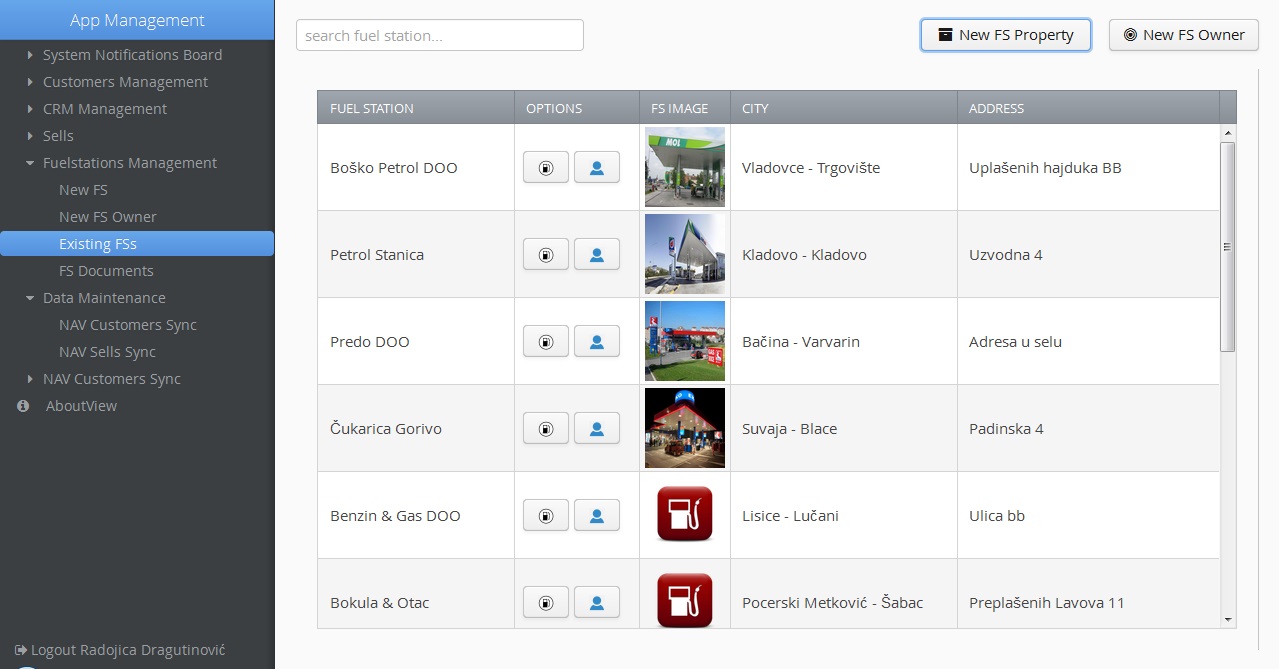 App Management
System Notifications Board
Customers Management
CRM Management
Sells
Fuelstations Management
New FS
New FS Owner
Existing FSs
FS Documents
Data Maintenance
NAV Customers Sync
NAV Sells Sync
NAV Customers Sync
AboutView
Logout Radojica Dragutinović
search fuel station...
New FS Property
New FS Owner
FUEL STATION OPTIONS FS IMAGE CITY ADDRESS
Boško Petrol DOO MOL Vladovce - Trgovište Uplašenih hajduka BB
Petrol Stanica Kladovo - Kladovo Uzvodna 4
Predo DOO Bačina - Varvarin Adresa u selu
Čukarica Gorivo Suvaja - Blace Padinska 4
Benzin & Gas DOO Lisice - Lučani Ulica bb
Bokula & Otac Pocerski Metković - Šabac Preplašenih Lavova 11